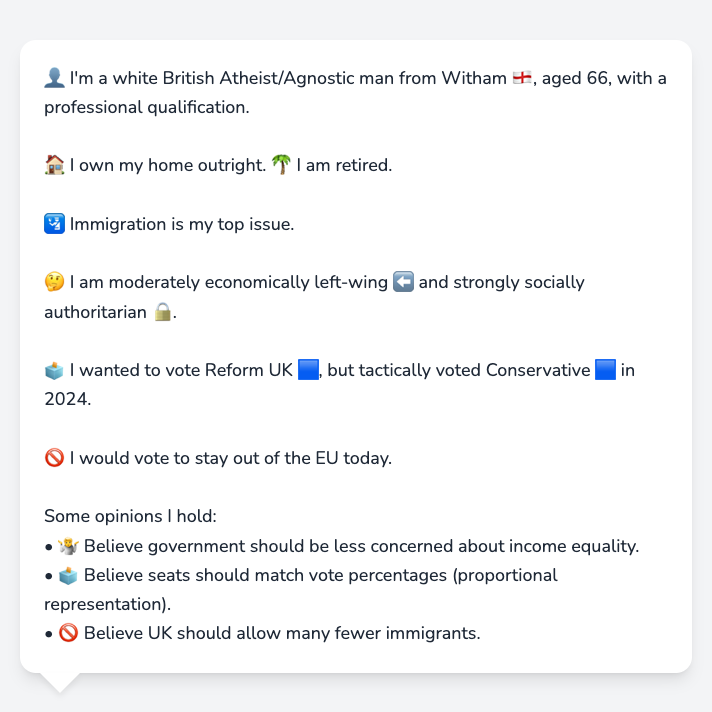 👤 I'm a white British Atheist/Agnostic man from Witham 🏴󠁧󠁢󠁥󠁮󠁧󠁿, aged 66, with a
professional qualification.
🏠 I own my home outright. 🌴 I am retired.
🛂 Immigration is my top issue.
🤔 I am moderately economically left-wing ⬅️ and strongly socially
authoritarian 🔒.
🗳️ I wanted to vote Reform UK 🟦, but tactically voted Conservative 🟦 in
2024.
🚫 I would vote to stay out of the EU today.
Some opinions I hold:
• 🤷 Believe government should be less concerned about income equality.
• 🗳️ Believe seats should match vote percentages (proportional
representation).
• 🚫 Believe UK should allow many fewer immigrants.